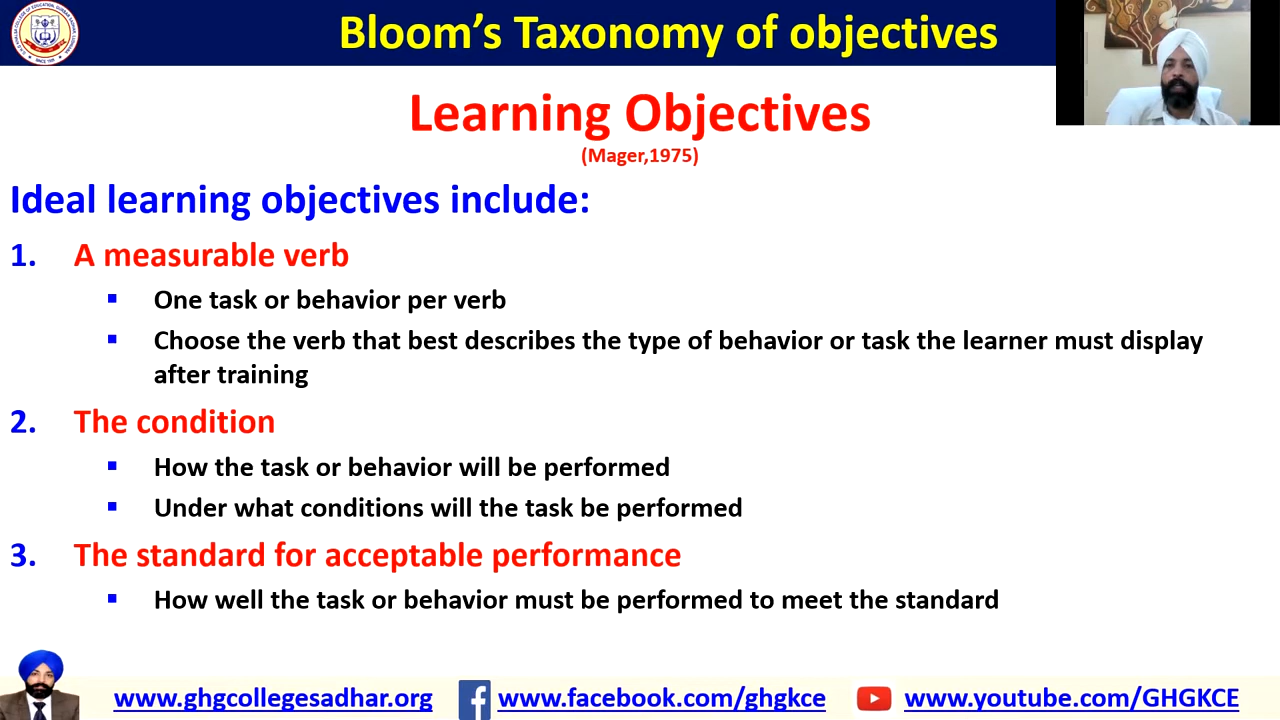 Bloom’s Taxonomy of objectives
Learning Objectives
(Mager,1975)
Ideal learning objectives include:
1. A measurable verb
▪ One task or behavior per verb
▪ Choose the verb that best describes the type of behavior or task the learner must display
after training
2. The condition
▪ How the task or behavior will be performed
▪ Under what conditions will the task be performed
3. The standard for acceptable performance
▪ How well the task or behavior must be performed to meet the standard
www.ghgcollegesadhar.org www.facebook.com/ghgkce www.youtube.com/GHGKCE